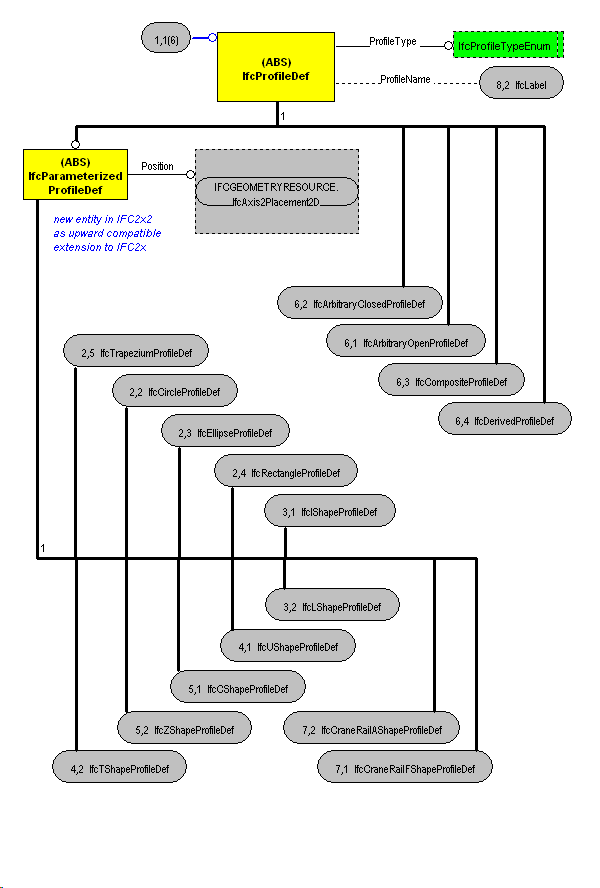 1,1(6)
(ABS)
IfcProfileDef
ProfileType
IfcProfileTypeEnum
ProfileName
8,2 IfcLabel
1
(ABS)
IfcParameterized
ProfileDef
Position
IFCGEOMETRYRESOURCE.
IfcAxis2Placement2D
new entity in IFC2x2
as upward compatible
extension to IFC2x
6,2 IfcArbitraryClosedProfileDef
6,1 IfcArbitraryOpenProfileDef
2,5 IfcTrapeziumProfileDef
6,3 IfcCompositeProfileDef
2,2 IfcCircleProfileDef
6,4 IfcDerivedProfileDef
2,3 IfcEllipseProfileDef
2,4 IfcRectangleProfileDef
3,1 IfcIShapeProfileDef
1
3,2 IfcLShapeProfileDef
4,1 IfcUShapeProfileDef
5,1 IfcCShapeProfileDef
5,2 IfcZShapeProfileDef
7,2 IfcCraneRailAShapeProfileDef
4,2 IfcTShapeProfileDef
7,1 IfcCraneRailFShapeProfileDef